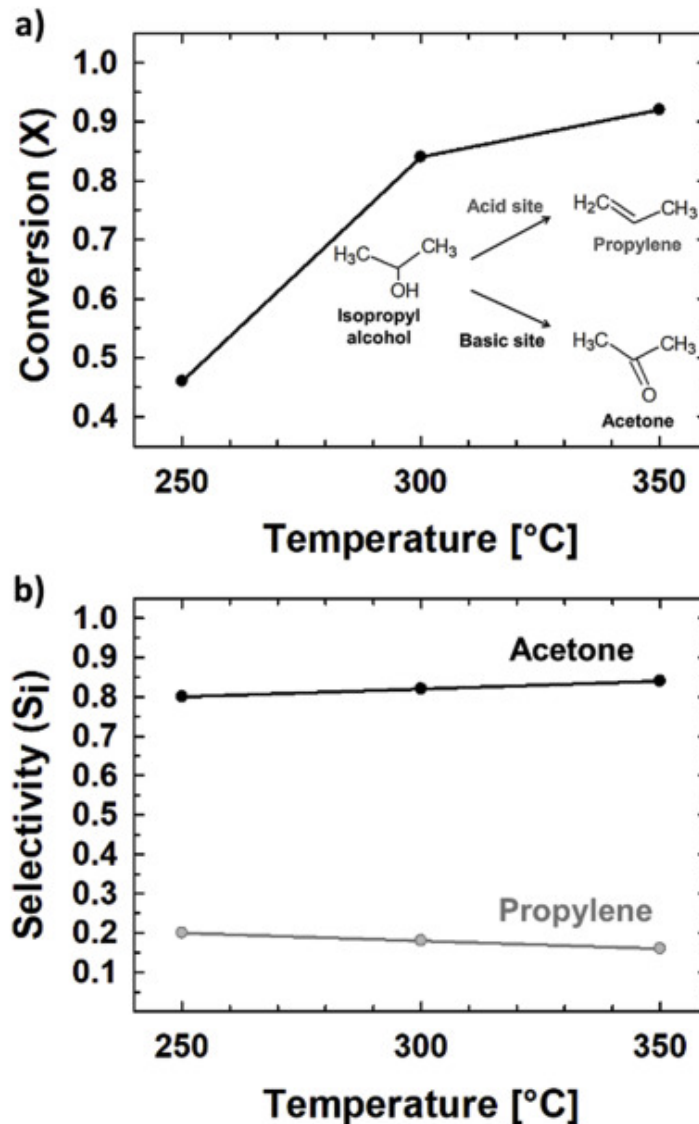 a)
1.0
0.9
0.8
0.7
0.6
0.5
0.4
Conversion (X)
Acid site
H2C
CH3
Propylene
H3C
CH3
OH
Isopropyl
alcohol
Basic site
H3C
CH3
O
Acetone
250 300 350
Temperature [°C]
b)
1.0
0.9
0.8
0.7
0.6
0.5
0.4
0.3
0.2
0.1
Selectivity (Si)
Acetone
Propylene
250 300 350
Temperature [°C]